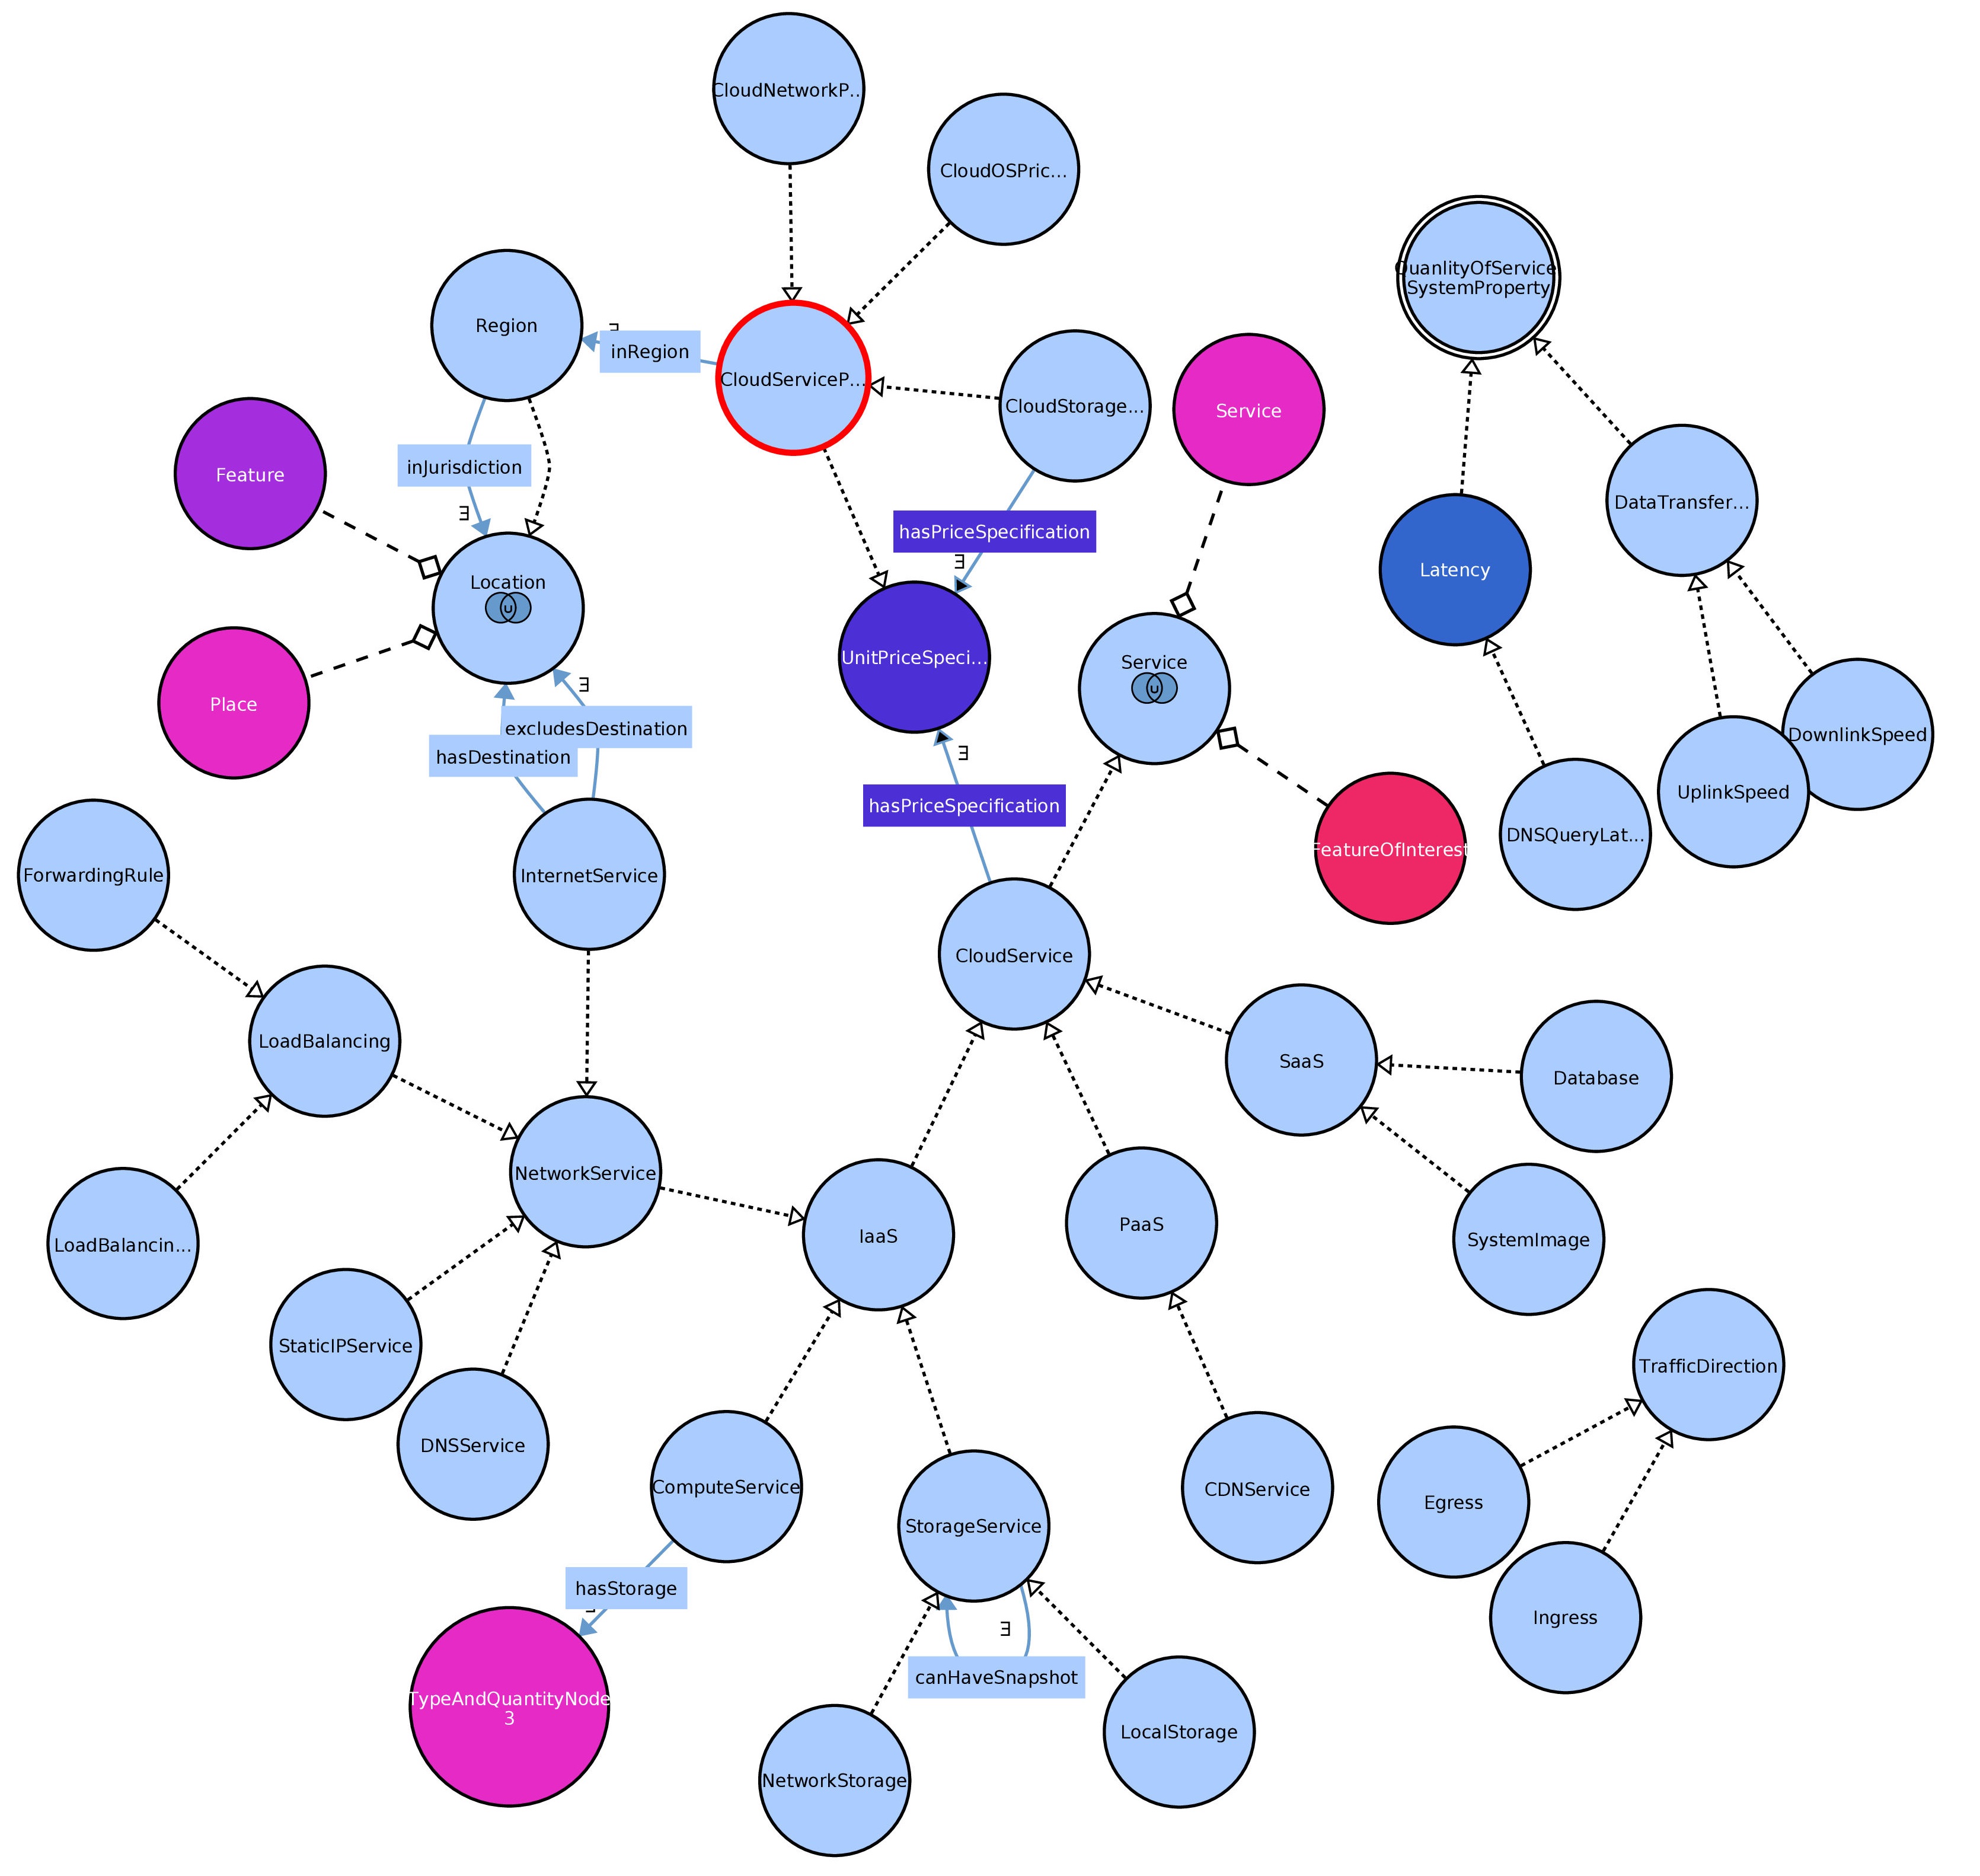 CloudNetworkP...
CloudOSPric...
QuanlityOfService
SystemProperty
Region
∃
inRegion
CloudServiceP...
CloudStorage...
Service
Feature
inJurisdiction
∃
DataTransfer...
hasPriceSpecification
∃
Latency
Location
∪
UnitPriceSpeci...
Service
∪
Place
∃
excludesDestination
hasDestination
∃
DownlinkSpeed
UplinkSpeed
hasPriceSpecification
DNSQueryLat...
FeatureOfInterest
ForwardingRule
InternetService
CloudService
LoadBalancing
SaaS
Database
NetworkService
LoadBalancin...
IaaS
PaaS
SystemImage
StaticIPService
TrafficDirection
DNSService
ComputeService
CDNService
Egress
StorageService
hasStorage
∃
Ingress
∃
canHaveSnapshot
TypeAndQuantityNode
3
LocalStorage
NetworkStorage